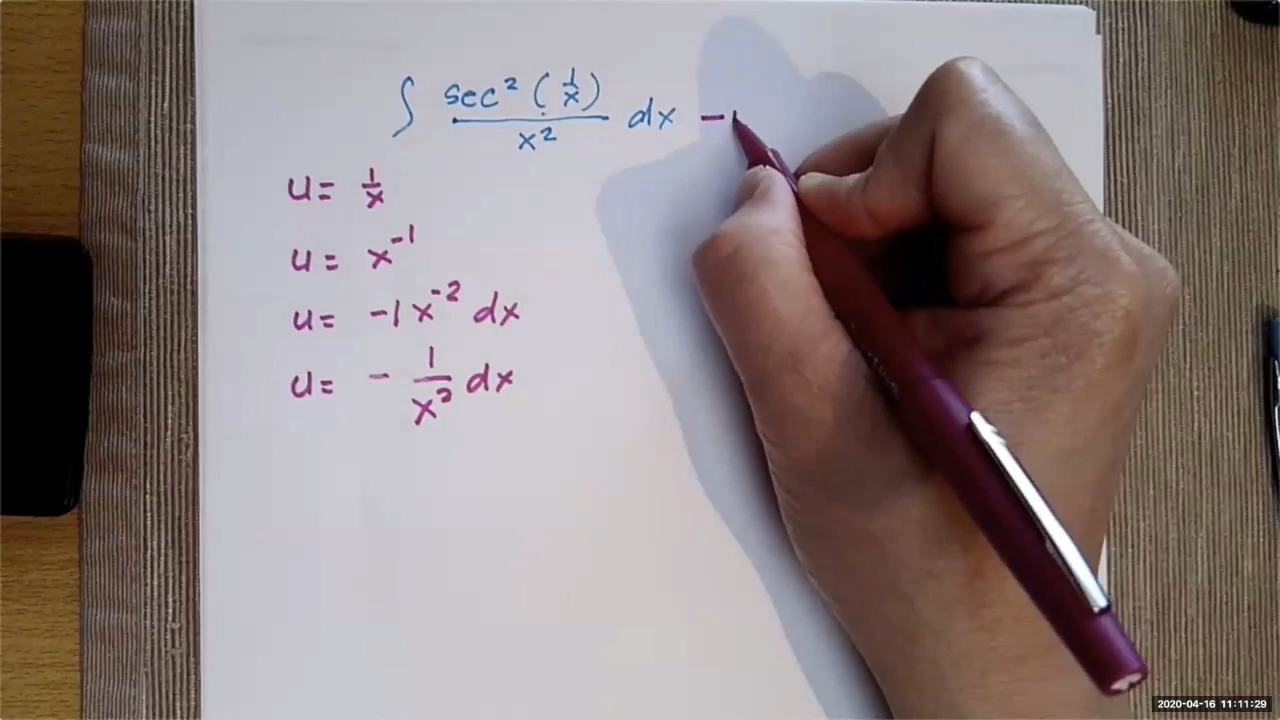 ∫ sec² (1/x) / x² dx -
u = 1/x
u = x⁻¹
u = -1x⁻² dx
u = - 1/x² dx
2020-04-16 11:11:29